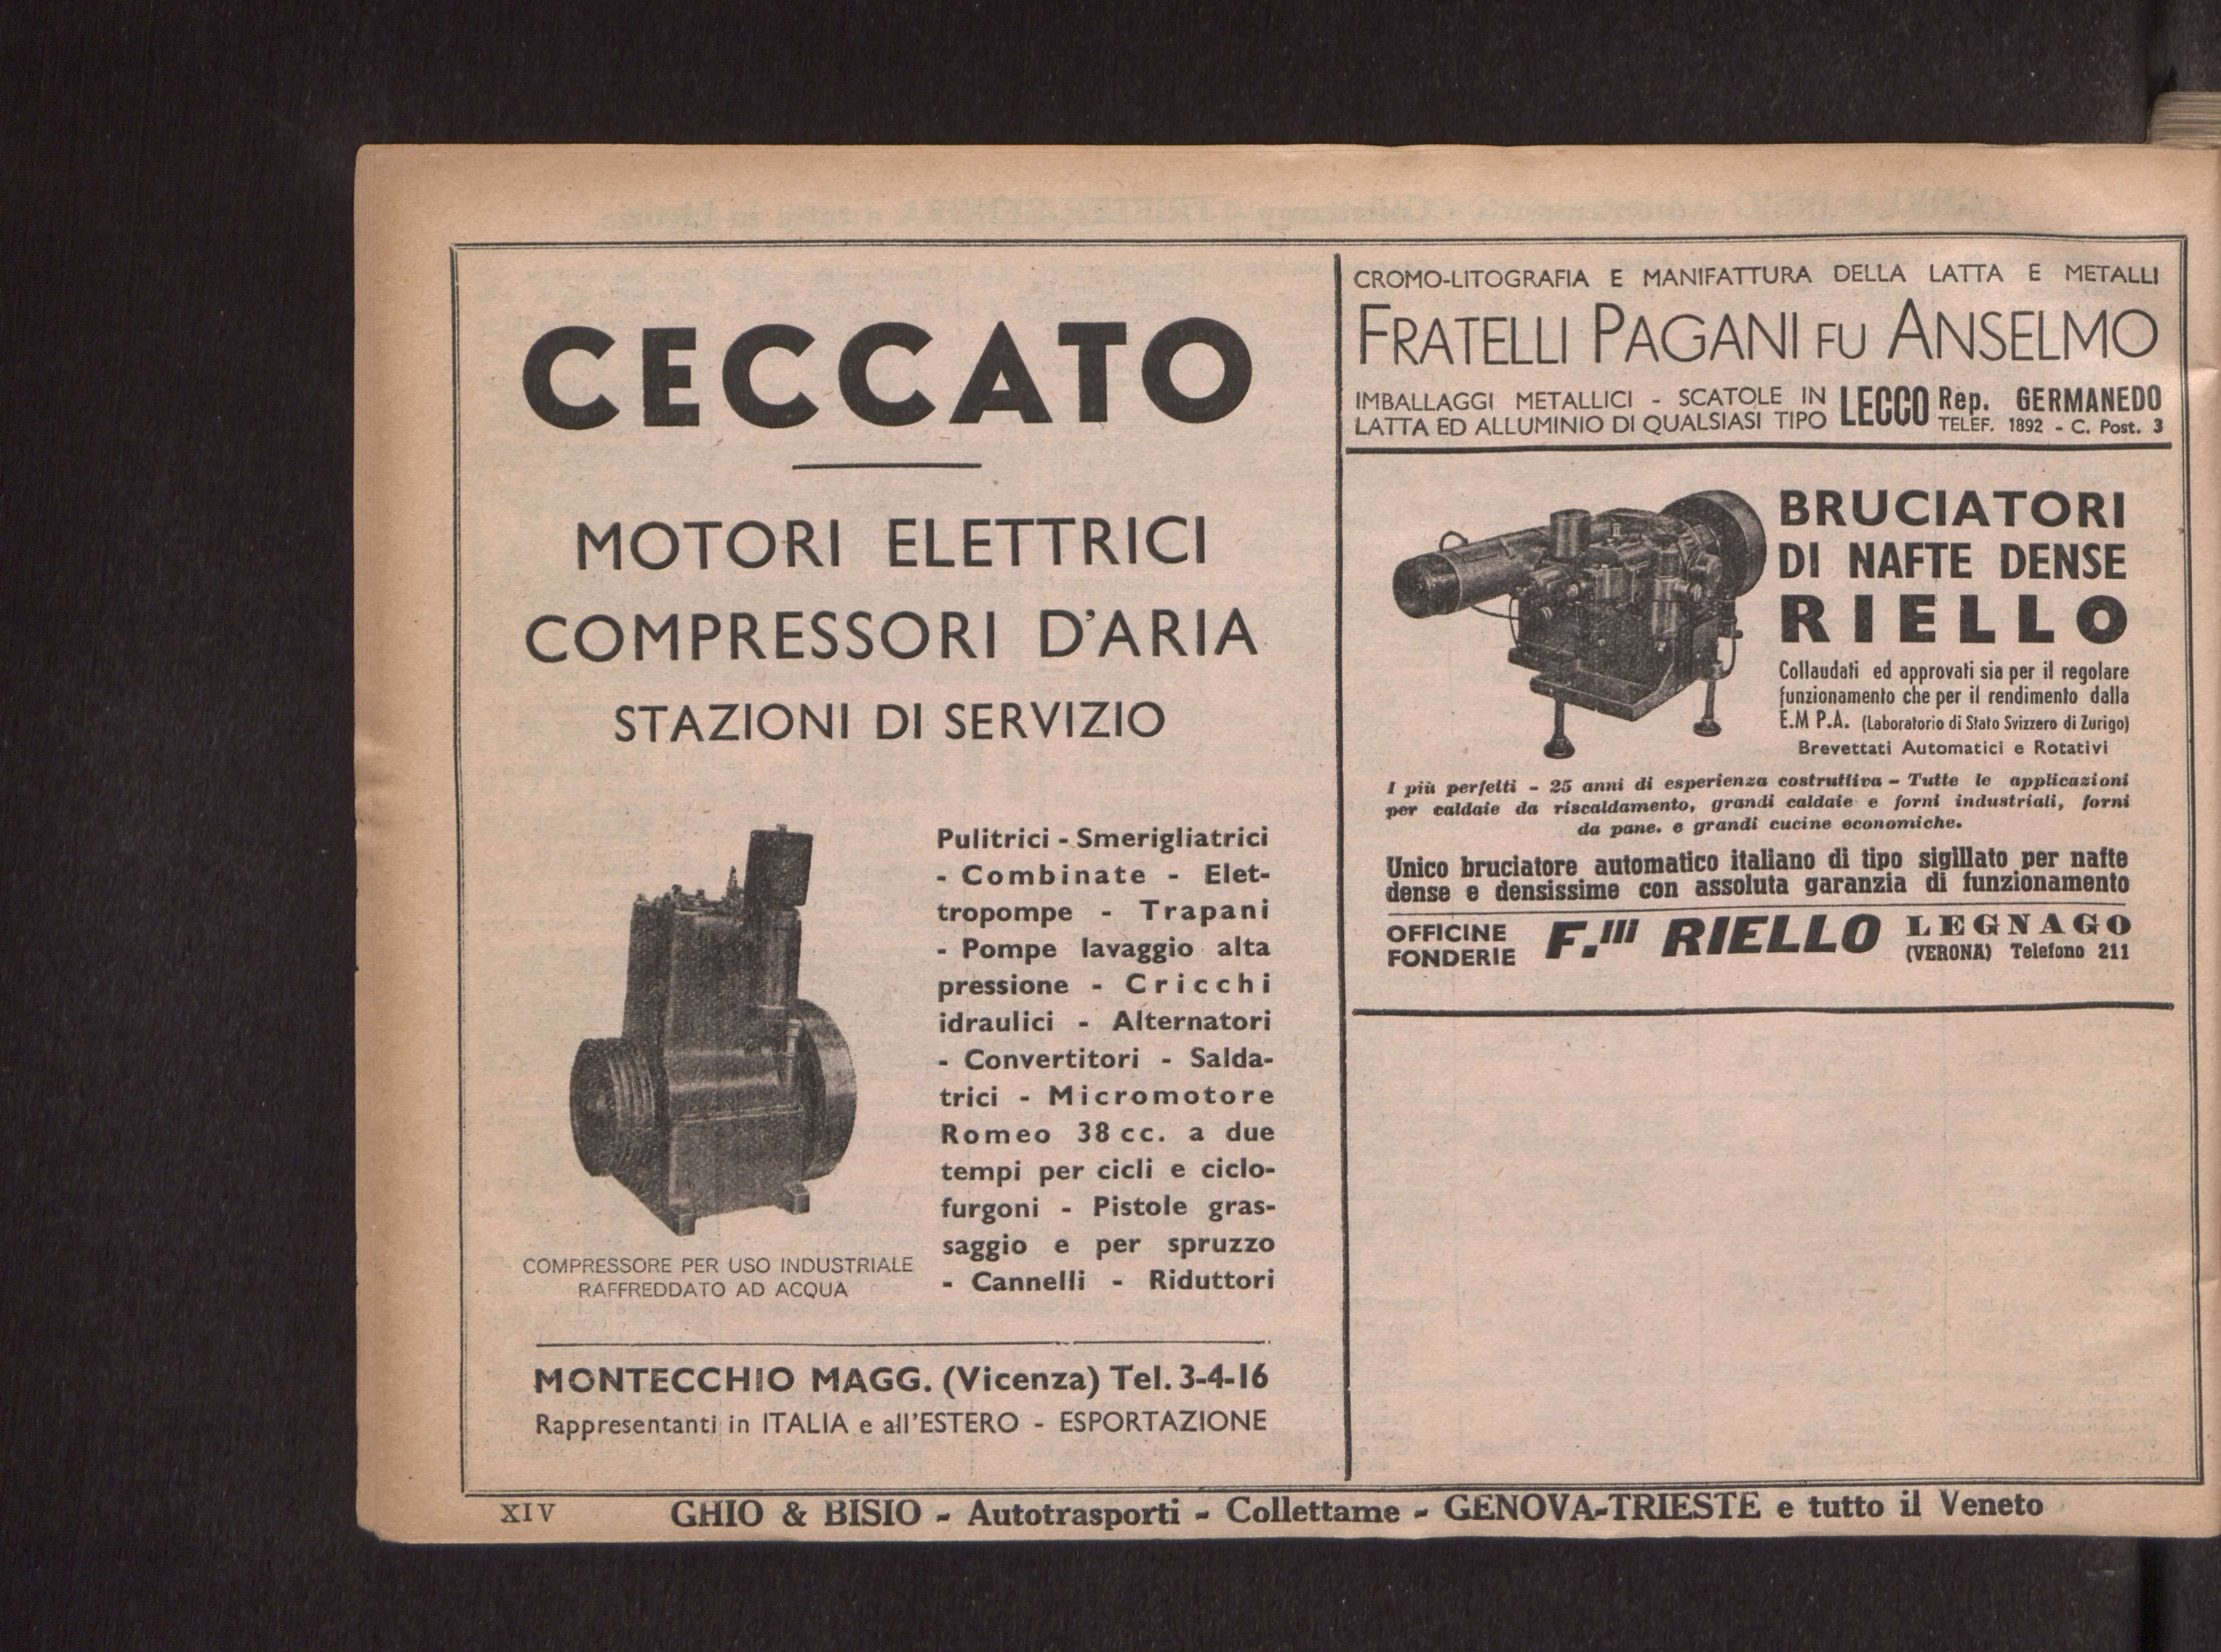 CECCATO
MOTORI ELETTRICI
COMPRESSORI D'ARIA
STAZIONI DI SERVIZIO
Pulitrici - Smerigliatrici
- Combinate - Elet-
tropompe - Trapani
- Pompe lavaggio alta
pressione - Cricchi
idraulici - Alternatori
- Convertitori - Salda-
trici - Micromotore
Romeo 38 cc. a due
tempi per cicli e ciclo-
furgoni - Pistole gras-
saggio e per spruzzo
- Cannelli - Riduttori
COMPRESSORE PER USO INDUSTRIALE
RAFFREDDATO AD ACQUA
MONTECCHIO MAGG. (Vicenza) Tel. 3-4-16
Rappresentanti in ITALIA e all'ESTERO - ESPORTAZIONE
CROMO-LITOGRAFIA E MANIFATTURA DELLA LATTA E METALLI
FRATELLI PAGANI FU ANSELMO
IMBALLAGGI METALLICI - SCATOLE IN
LATTA ED ALLUMINIO DI QUALSIASI TIPO
LECCO
Rep. GERMANEDO
TELEF. 1892 - C. Post. 3
BRUCIATORI
DI NAFTE DENSE
RIELLO
Collaudati ed approvati sia per il regolare
funzionamento che per il rendimento dalla
E.M P.A. (Laboratorio di Stato Svizzero di Zurigo)
Brevettati Automatici e Rotativi
I più perfetti - 25 anni di esperienza costruttiva - Tutte le applicazioni
per caldaie da riscaldamento, grandi caldaie e forni industriali, forni
da pane. e grandi cucine economiche.
Unico bruciatore automatico italiano di tipo sigillato per nafte
dense e densissime con assoluta garanzia di funzionamento
OFFICINE
FONDERIE
F.lli RIELLO
LEGNAGO
(VERONA) Telefono 211
XIV
GHIO & BISIO - Autotrasporti - Collettame - GENOVA-TRIESTE e tutto il Veneto